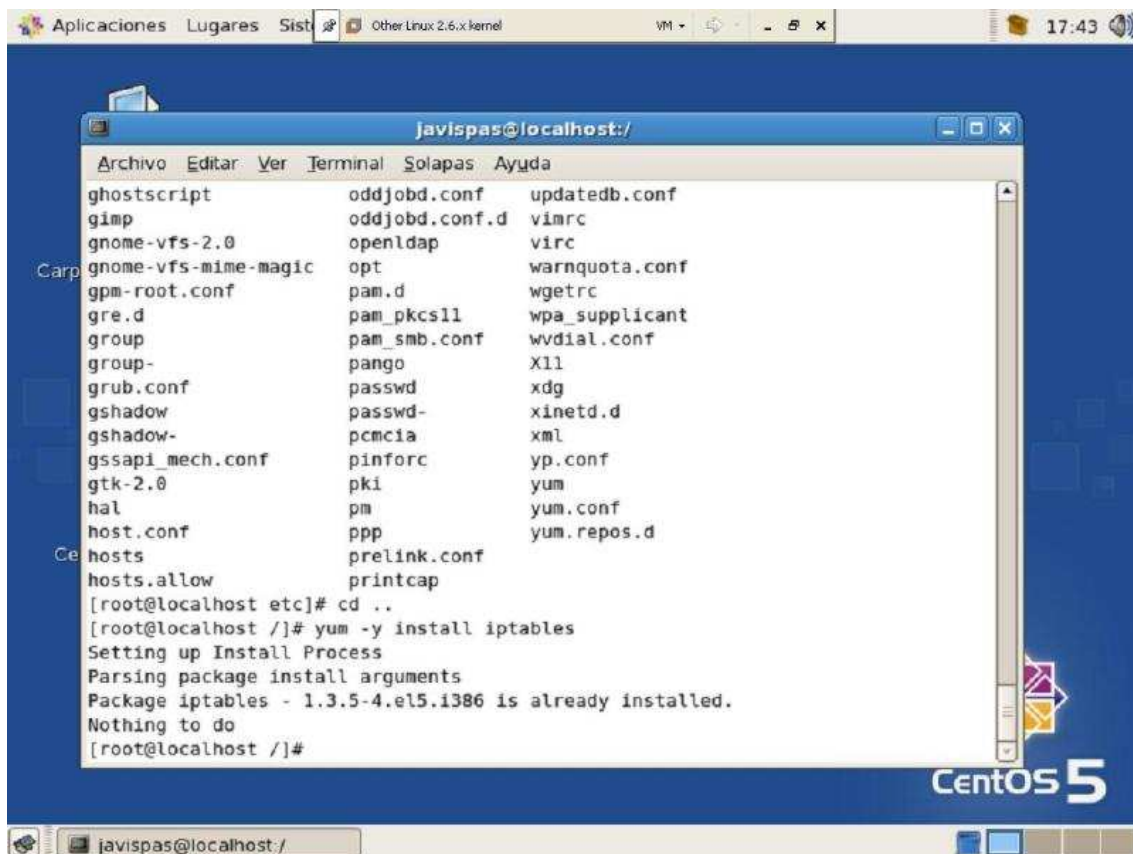 Aplicaciones Lugares Sist Other Linux 2.6.x kernel VM 17:43
javispas@localhost:/
Archivo Editar Ver Terminal Solapas Ayuda
ghostscript oddjobd.conf updatedb.conf
gimp oddjobd.conf.d vimrc
gnome-vfs-2.0 openldap virc
Carp gnome-vfs-mime-magic opt warnquota.conf
gpm-root.conf pam.d wgetrc
gre.d pam_pkcs11 wpa_supplicant
group pam_smb.conf wvdial.conf
group- pango X11
grub.conf passwd xdg
gshadow passwd- xinetd.d
gshadow- pcmcia xml
gssapi_mech.conf pinforc yp.conf
gtk-2.0 pki yum
hal pm yum.conf
host.conf ppp yum.repos.d
Ce hosts prelink.conf
hosts.allow printcap
[root@localhost etc]# cd ..
[root@localhost /]# yum -y install iptables
Setting up Install Process
Parsing package install arguments
Package iptables - 1.3.5-4.el5.i386 is already installed.
Nothing to do
[root@localhost /]#
CentOS 5
javispas@localhost:/